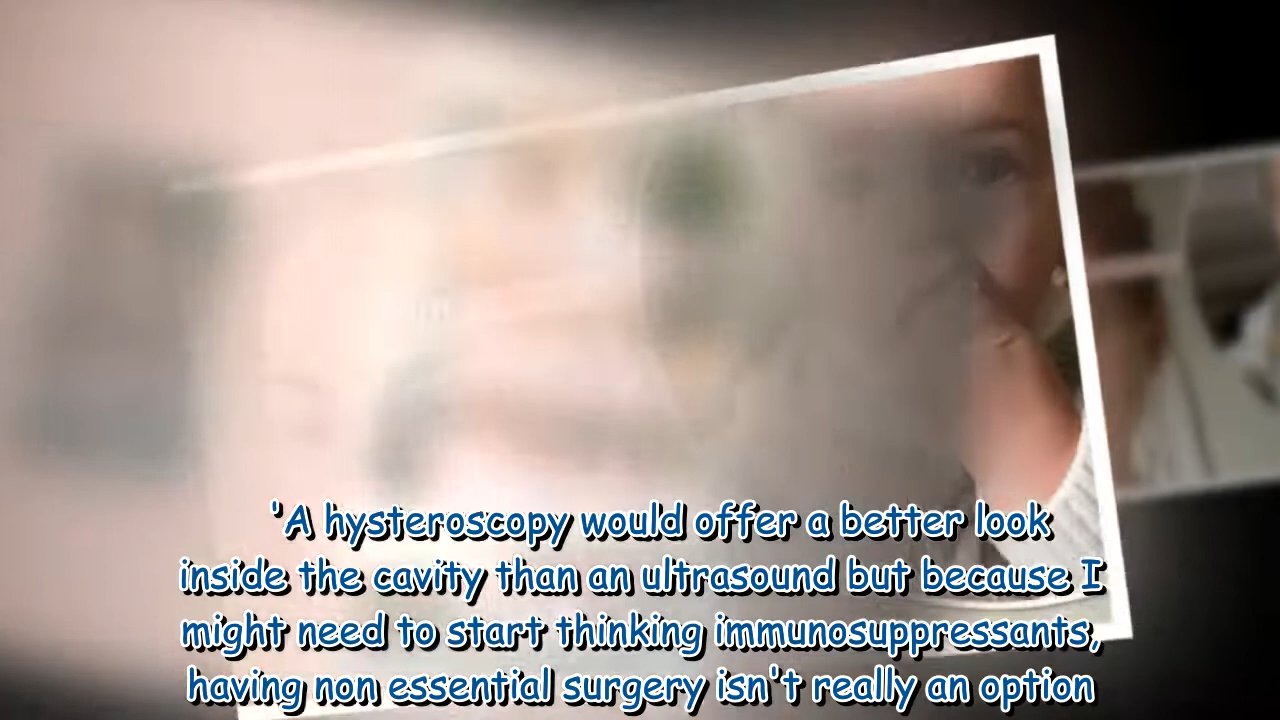 'A hysteroscopy would offer a better look
inside the cavity than an ultrasound but because I
might need to start thinking immunosuppressants,
having non essential surgery isn't really an option